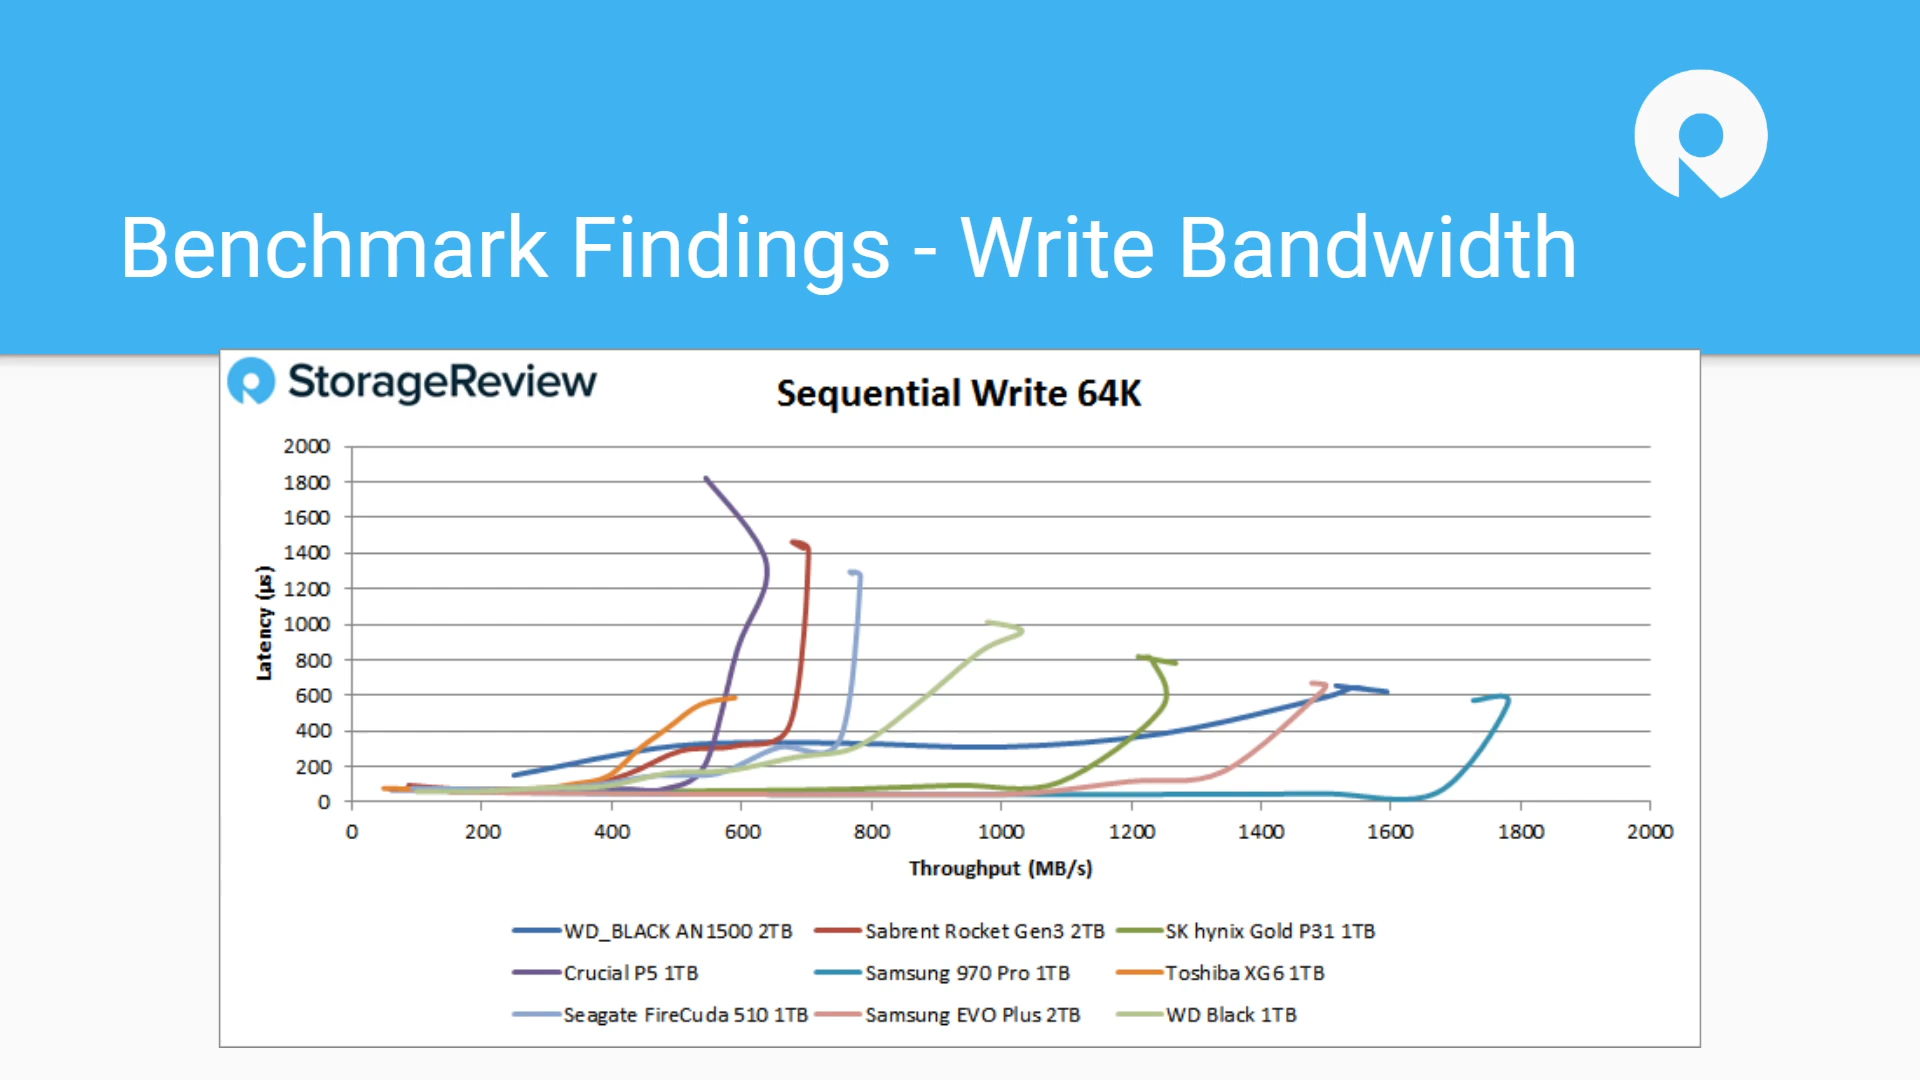 Benchmark Findings - Write Bandwidth
StorageReview
Sequential Write 64K
2000
1800
1600
1400
1200
1000
800
600
400
200
0
Latency (µs)
0 200 400 600 800 1000 1200 1400 1600 1800 2000
Throughput (MB/s)
WD_BLACK AN1500 2TB Sabrent Rocket Gen3 2TB SK hynix Gold P31 1TB
Crucial P5 1TB Samsung 970 Pro 1TB Toshiba XG6 1TB
Seagate FireCuda 510 1TB Samsung EVO Plus 2TB WD Black 1TB